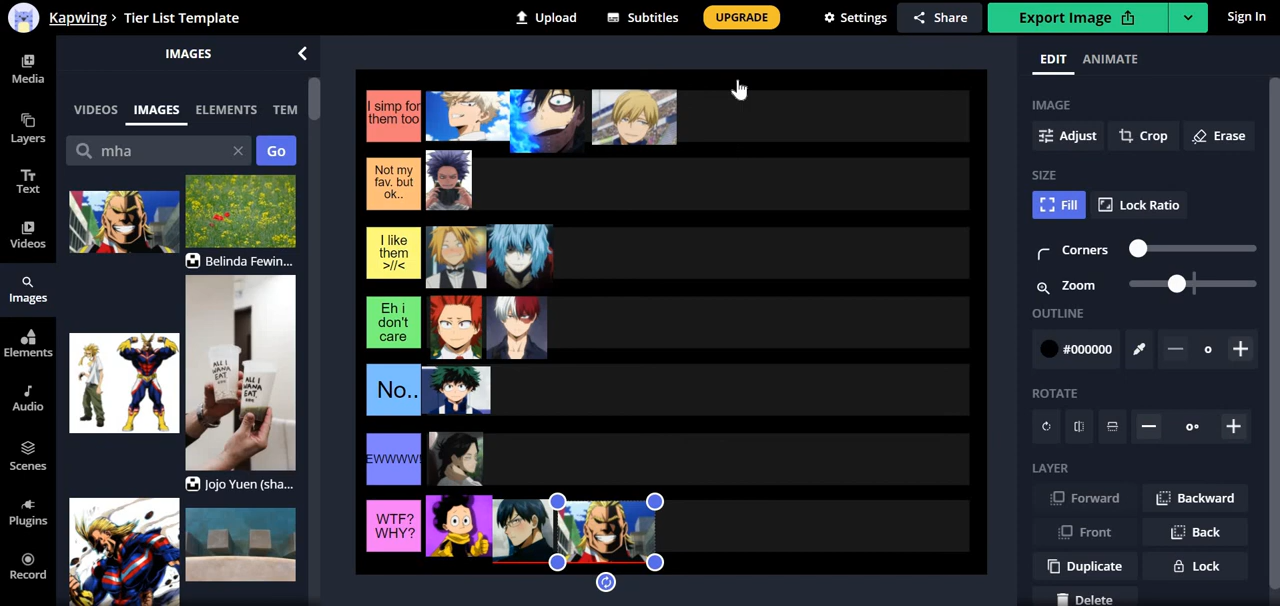 Kapwing › Tier List Template
Upload
Subtitles
UPGRADE
Settings
Share
Export Image
Sign In
Media
Layers
Text
Videos
Images
Elements
Audio
Scenes
Plugins
Record
IMAGES
VIDEOS IMAGES ELEMENTS TEM
mha
Go
Belinda Fewin...
ALL I WANA EAT.
Jojo Yuen (sha...
I simp for
them too
Not my
fav. but
ok..
I like
them
>//<
Eh i
don't
care
No..
EWWWW!
WTF?
WHY?
EDIT ANIMATE
IMAGE
Adjust Crop Erase
SIZE
Fill Lock Ratio
Corners
Zoom
OUTLINE
#000000 0
ROTATE
0°
LAYER
Forward Backward
Front Back
Duplicate Lock
Delete